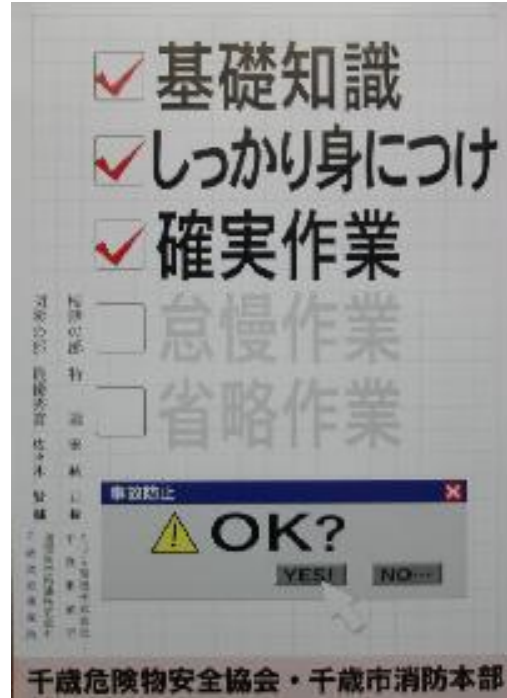 基礎知識
しっかり身につけ
確実作業
怠慢作業
省略作業
事故防止
OK?
YES!
NO…
千歳危険物安全協会・千歳市消防本部